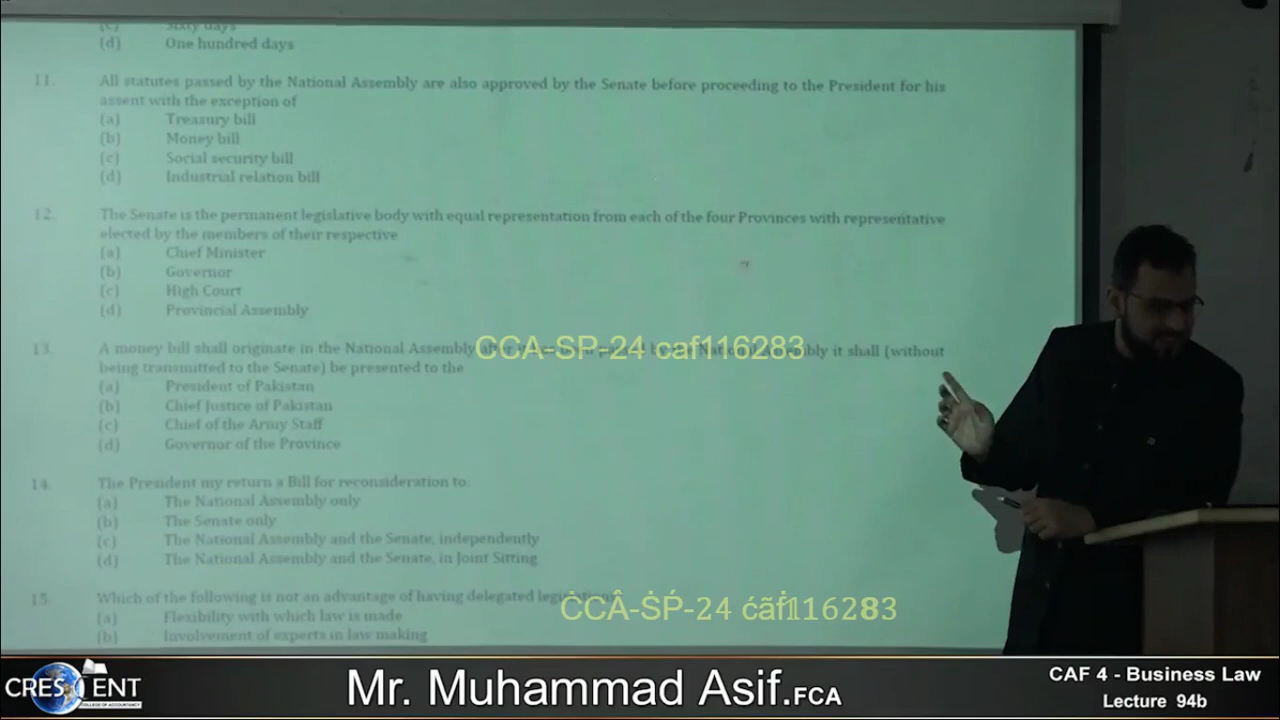 (c) Sixty days
(d) One hundred days
11. All statutes passed by the National Assembly are also approved by the Senate before proceeding to the President for his
assent with the exception of
(a) Treasury bill
(b) Money bill
(c) Social security bill
(d) Industrial relation bill
12. The Senate is the permanent legislative body with equal representation from each of the four Provinces with representative
elected by the members of their respective
(a) Chief Minister
(b) Governor
(c) High Court
(d) Provincial Assembly
13. A money bill shall originate in the National Assembly it shall (without
CCA-SP-24 caf116283
being transmitted to the Senate) be presented to the
(a) President of Pakistan
(b) Chief Justice of Pakistan
(c) Chief of the Army Staff
(d) Governor of the Province
14. The President my return a Bill for reconsideration to:
(a) The National Assembly only
(b) The Senate only
(c) The National Assembly and the Senate, independently
(d) The National Assembly and the Senate, in Joint Sitting
15. Which of the following is not an advantage of having delegated
ĊCÂ-ṠṔ-24 ćãḟ116283
(a) Flexibility with which law is made
(b) Involvement of experts in law making
CRESCENT
COLLEGE OF ACCOUNTANCY
Mr. Muhammad Asif.FCA
CAF 4 - Business Law
Lecture 94b